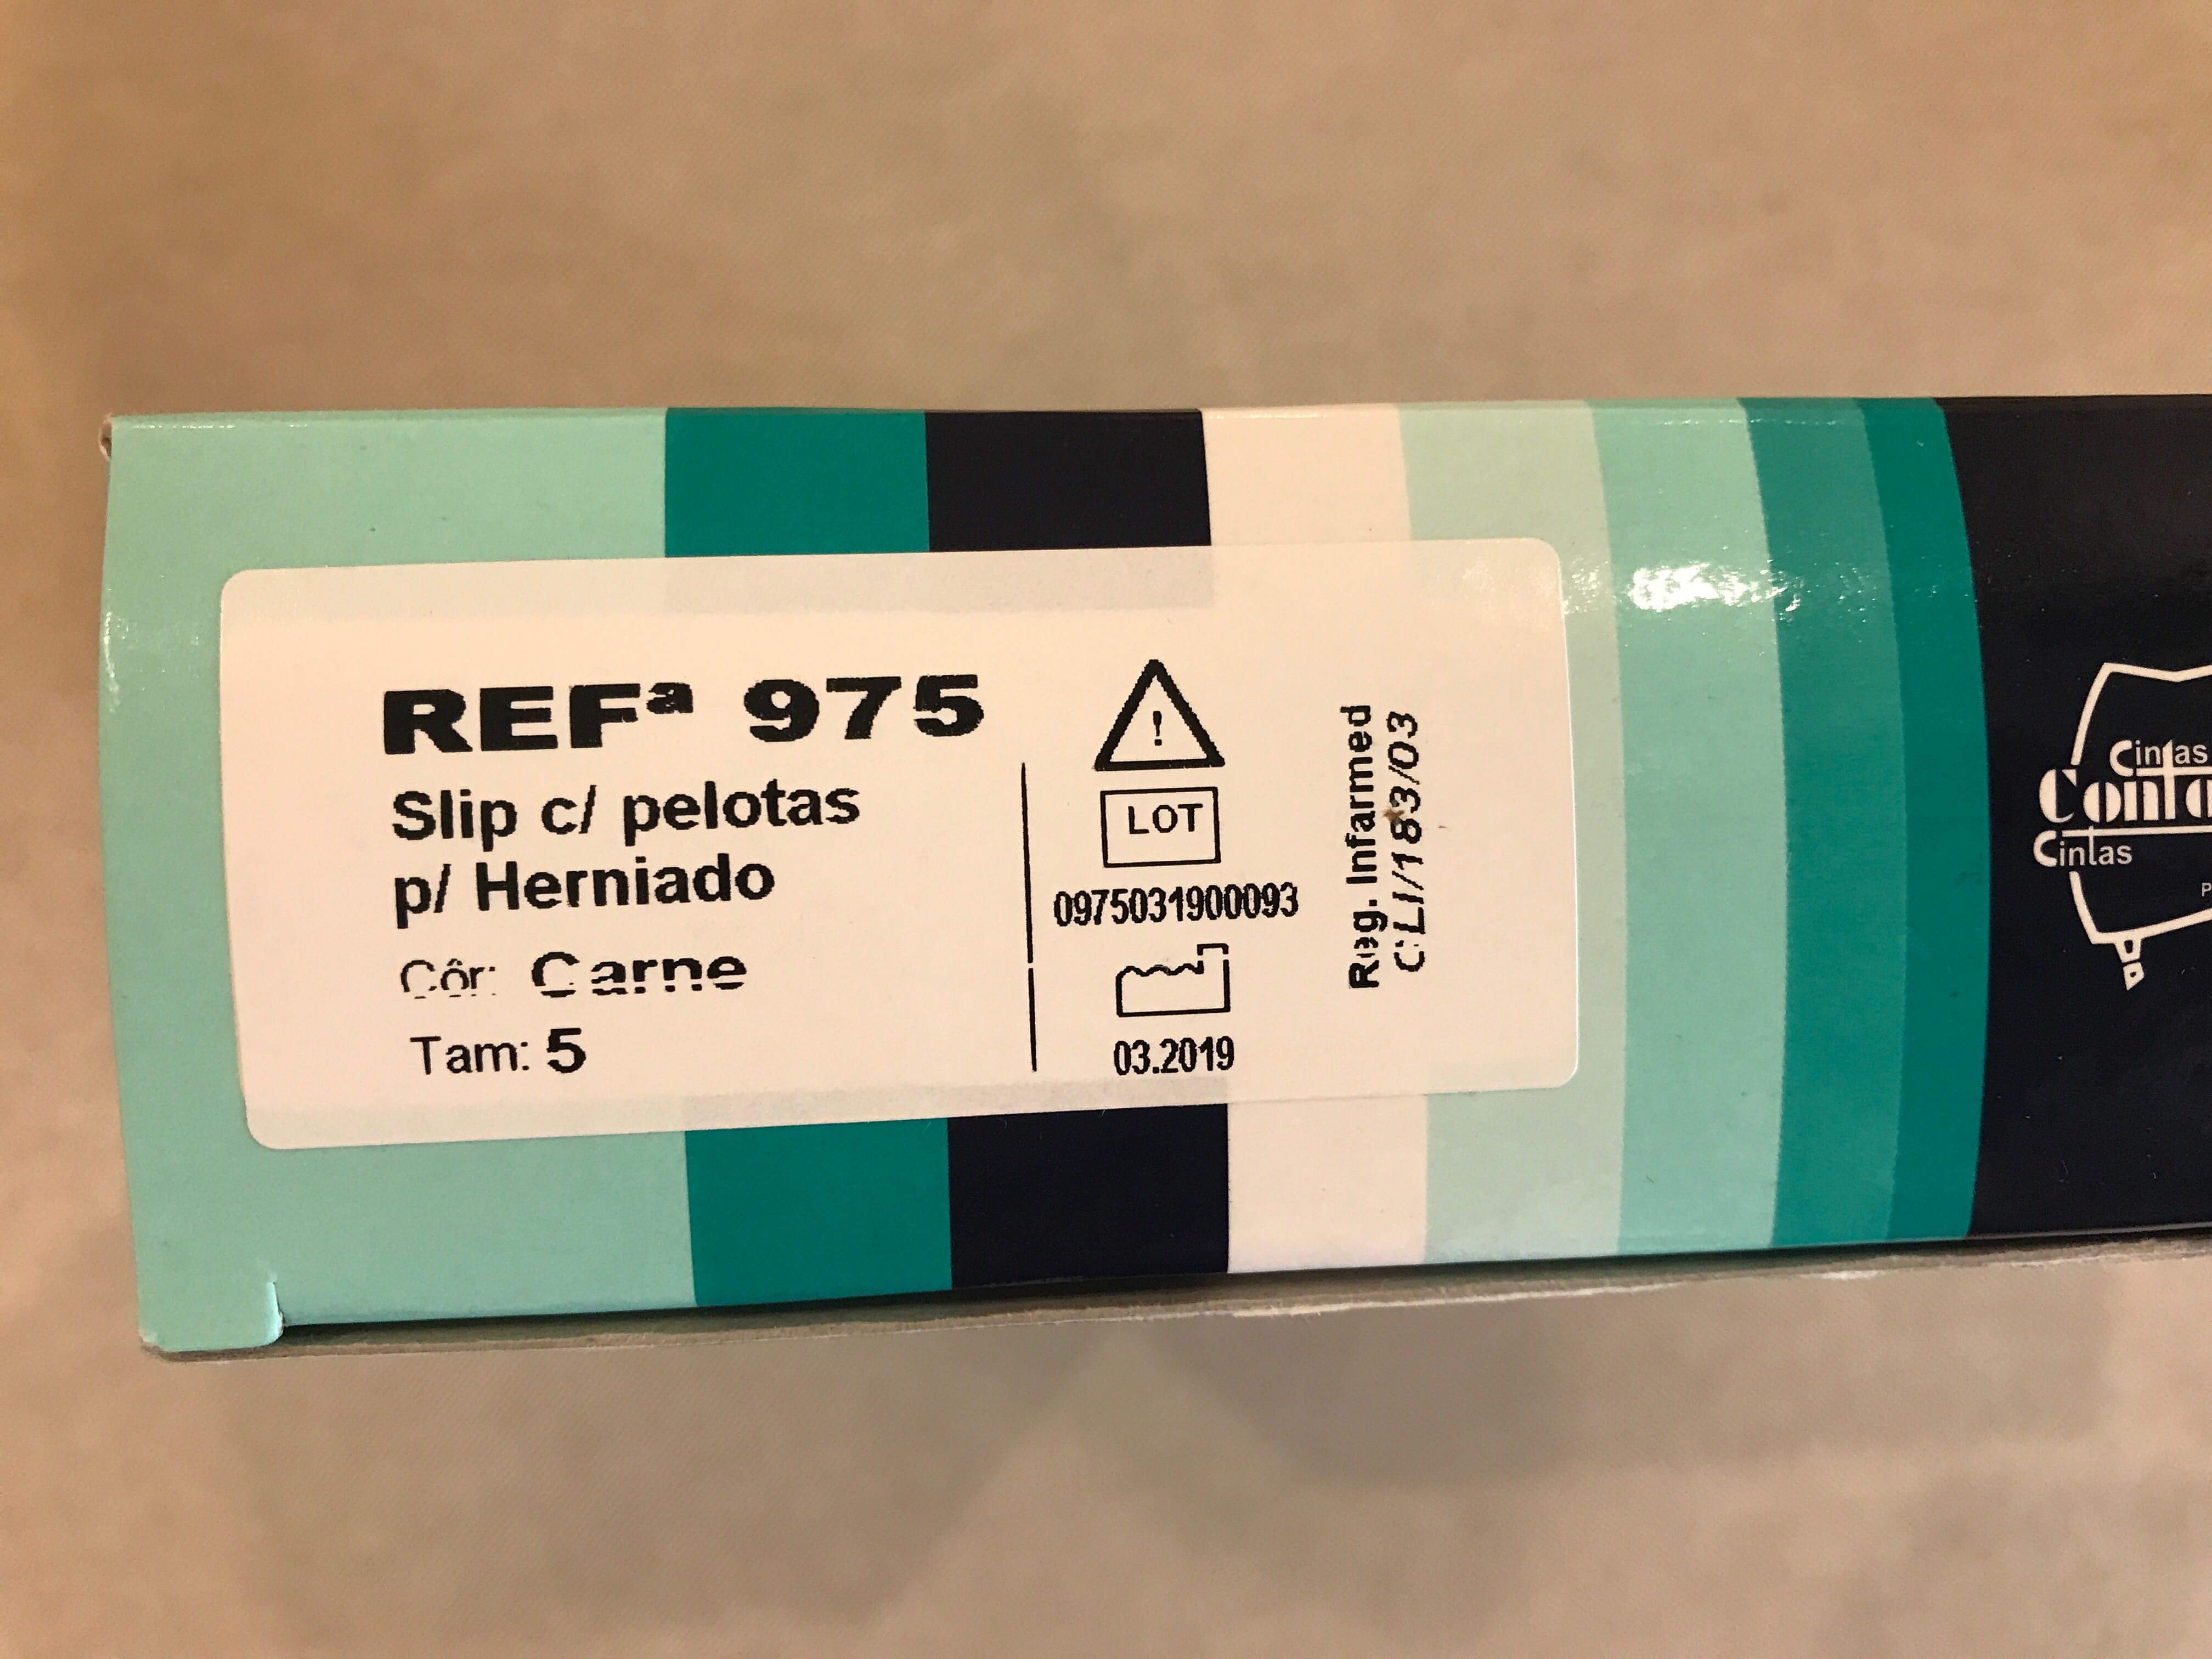 REFª 975
Slip c/ pelotas
p/ Herniado
Côr: Carne
Tam: 5
!
LOT
0975031900093
03.2019
Reg. Infarmed
CLI/183/03
Cintas
Cintas